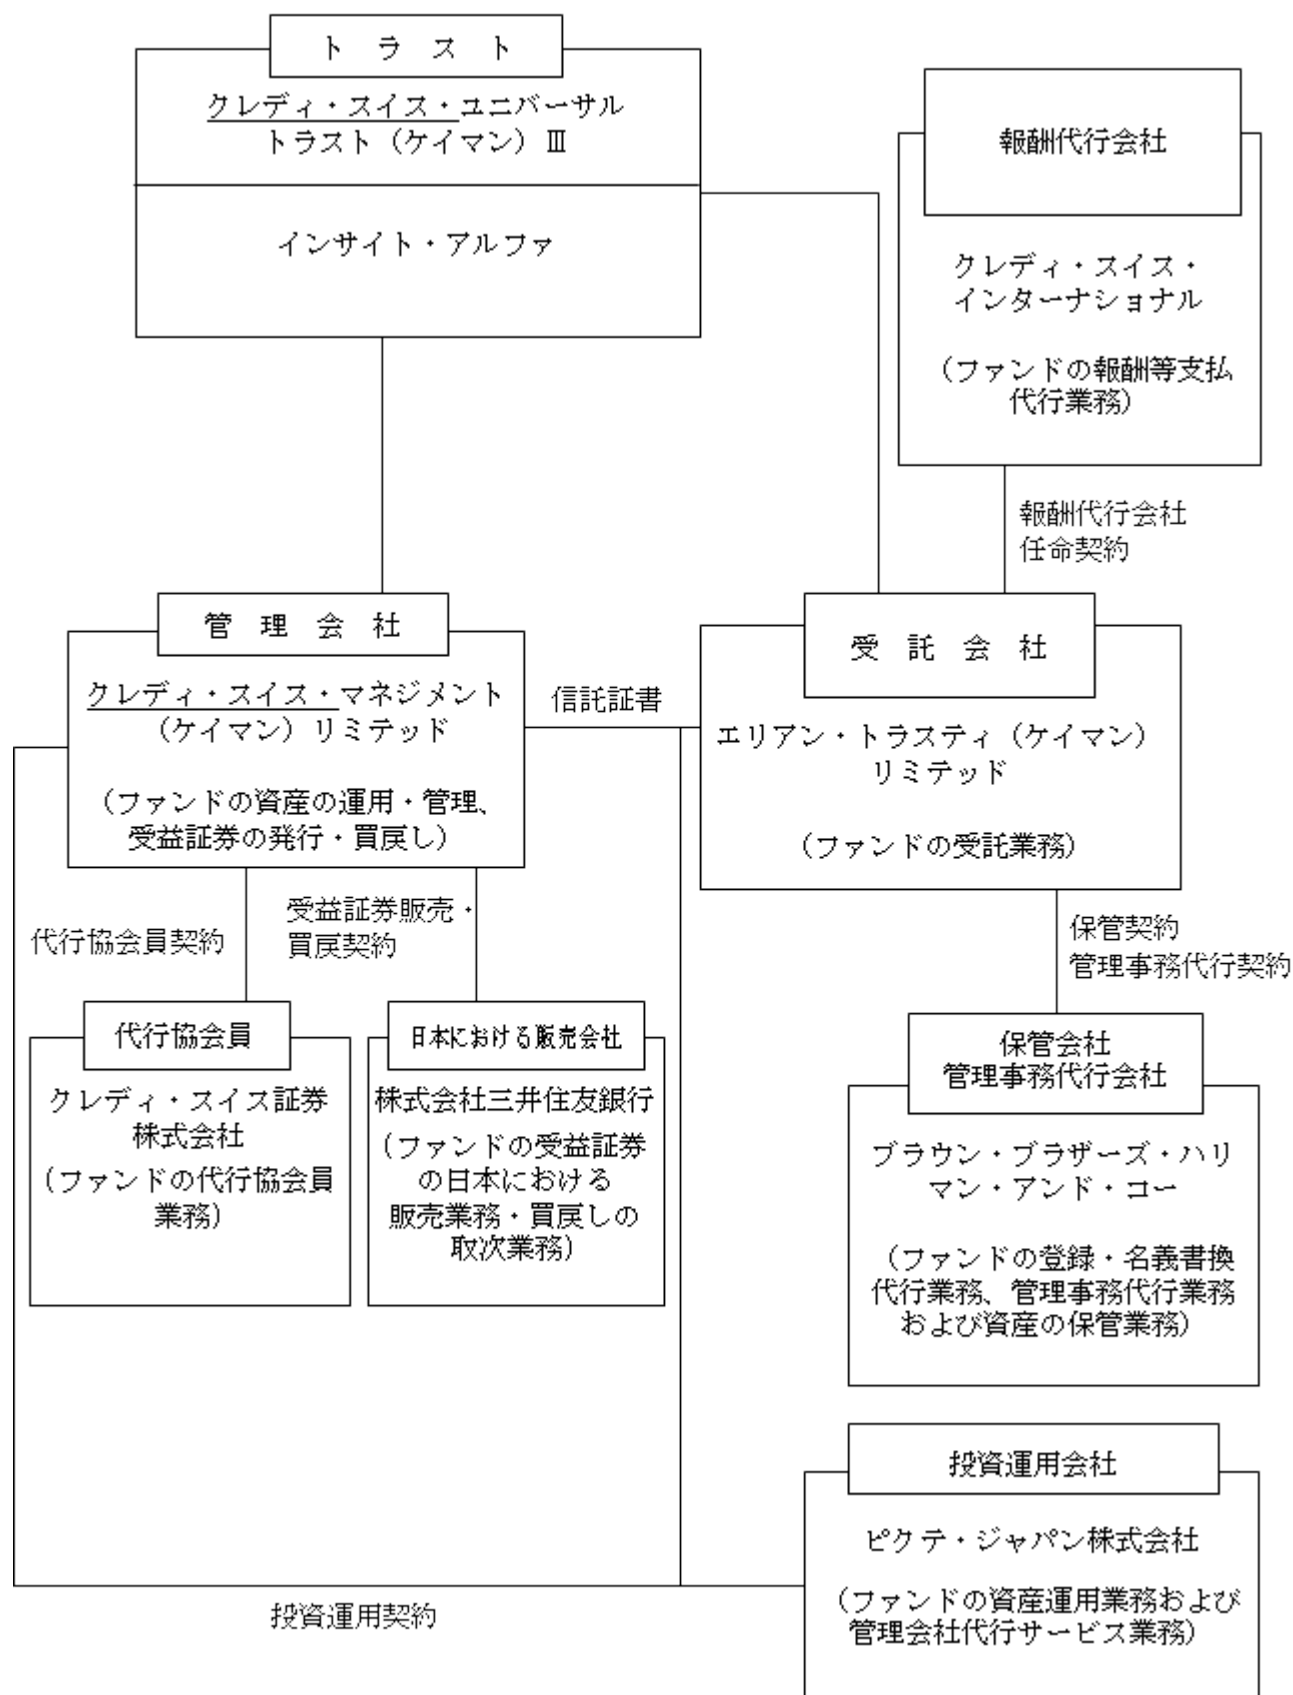 トラスト
クレディ・スイス・ユニバーサル
トラスト（ケイマン）Ⅲ
インサイト・アルファ
報酬代行会社
クレディ・スイス・
インターナショナル
（ファンドの報酬等支払
代行業務）
報酬代行会社
任命契約
管理会社
クレディ・スイス・マネジメント
（ケイマン）リミテッド
（ファンドの資産の運用・管理、
受益証券の発行・買戻し）
信託証書
受託会社
エリアン・トラスティ（ケイマン）
リミテッド
（ファンドの受託業務）
代行協会員契約
受益証券販売・
買戻契約
保管契約
管理事務代行契約
代行協会員
クレディ・スイス証券
株式会社
（ファンドの代行協会員
業務）
日本における販売会社
株式会社三井住友銀行
（ファンドの受益証券
の日本における
販売業務・買戻しの
取次業務）
保管会社
管理事務代行会社
ブラウン・ブラザーズ・ハリ
マン・アンド・コー
（ファンドの登録・名義書換
代行業務、管理事務代行業務
および資産の保管業務）
投資運用会社
ピクテ・ジャパン株式会社
（ファンドの資産運用業務および
管理会社代行サービス業務）
投資運用契約